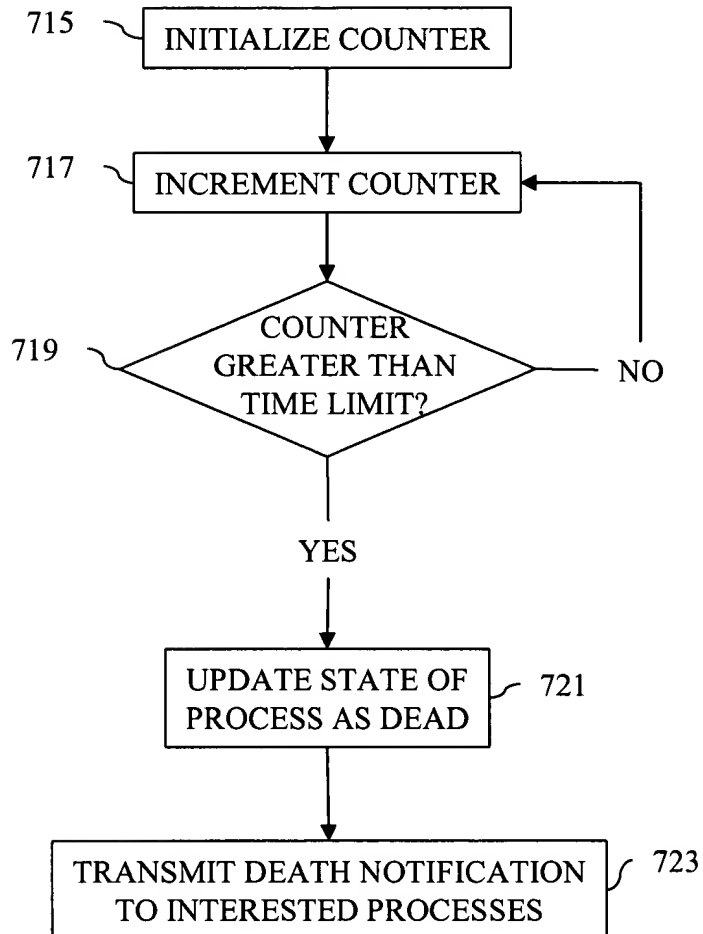 715
INITIALIZE COUNTER
717
INCREMENT COUNTER
719
COUNTER
GREATER THAN
TIME LIMIT?
NO
YES
UPDATE STATE OF
PROCESS AS DEAD
721
TRANSMIT DEATH NOTIFICATION
TO INTERESTED PROCESSES
723